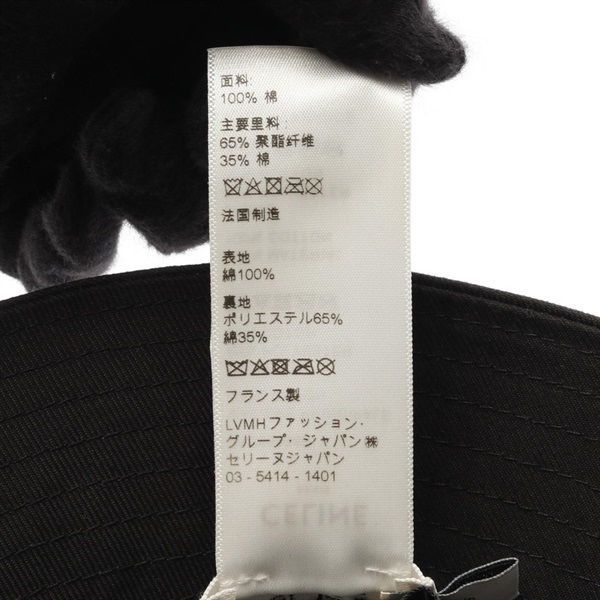 面料:
100% 棉
主要里料:
65% 聚酯纤维
35% 棉
法国制造
表地
綿100%
裏地
ポリエステル65%
綿35%
フランス製
LVMHファッション・
グループ・ジャパン㈱
セリーヌジャパン
03 - 5414 - 1401
CELINE